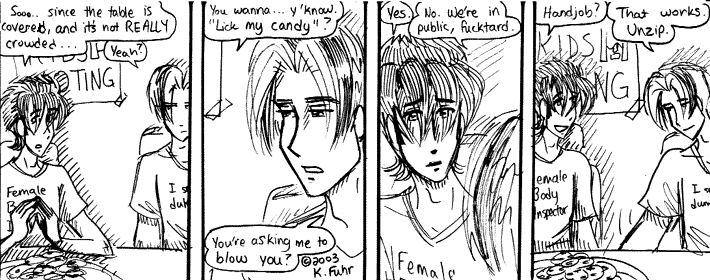 Sooo.. since the table is
covered, and it's not REALLY
crowded...
Yeah?
TING
Female
I s
You wanna... y'know.
"Lick my candy"?
You're asking me to
blow you?
©2003
K. Fuhr
Yes.
No. We're in
public, fucktard.
Female
Handjob?
That works.
Unzip.
KIDS
NG
emale
Body
Inspector
I s
dum